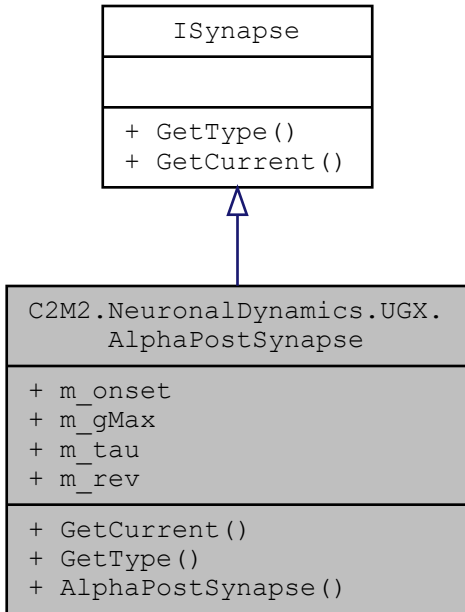 ISynapse
+ GetType()
+ GetCurrent()
C2M2.NeuronalDynamics.UGX.
AlphaPostSynapse
+ m_onset
+ m_gMax
+ m_tau
+ m_rev
+ GetCurrent()
+ GetType()
+ AlphaPostSynapse()